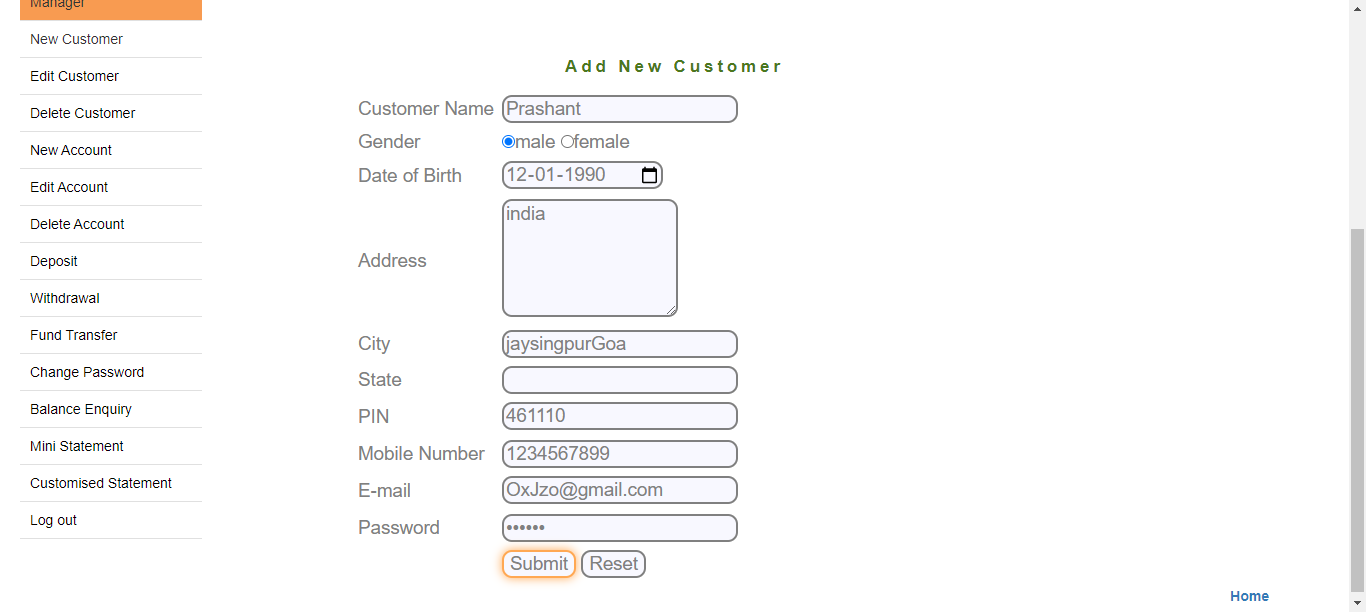 Manager
New Customer
Edit Customer
Delete Customer
New Account
Edit Account
Delete Account
Deposit
Withdrawal
Fund Transfer
Change Password
Balance Enquiry
Mini Statement
Customised Statement
Log out
Add New Customer
Customer Name Prashant
Gender male female
Date of Birth 12-01-1990
Address india
City jaysingpurGoa
State
PIN 461110
Mobile Number 1234567899
E-mail OxJzo@gmail.com
Password ••••••
Submit Reset
Home